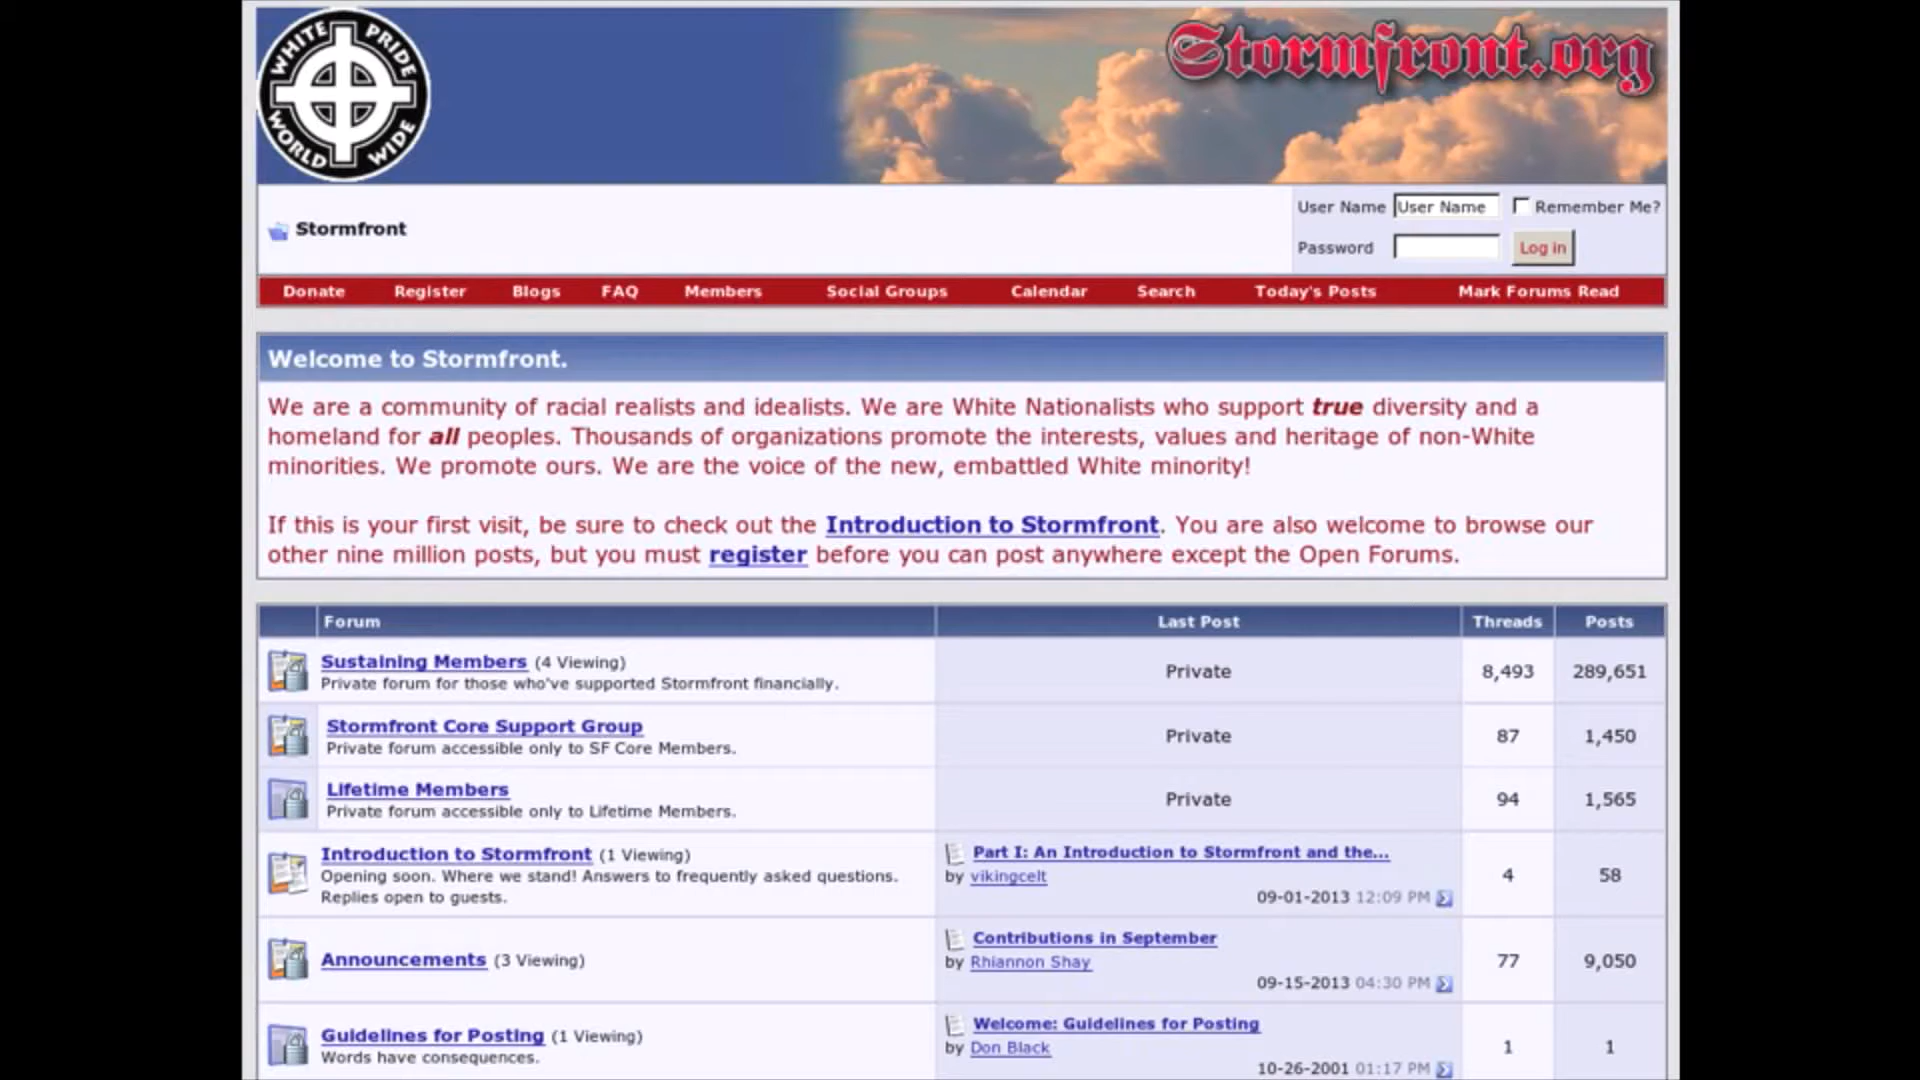 WHITE PRIDE
WORLD WIDE
Stormfront.org
Stormfront
User Name User Name Remember Me?
Password Log in
Donate Register Blogs FAQ Members Social Groups Calendar Search Today's Posts Mark Forums Read
Welcome to Stormfront.
We are a community of racial realists and idealists. We are White Nationalists who support true diversity and a
homeland for all peoples. Thousands of organizations promote the interests, values and heritage of non-White
minorities. We promote ours. We are the voice of the new, embattled White minority!
If this is your first visit, be sure to check out the Introduction to Stormfront. You are also welcome to browse our
other nine million posts, but you must register before you can post anywhere except the Open Forums.
Forum Last Post Threads Posts
Sustaining Members (4 Viewing)
Private forum for those who've supported Stormfront financially.
Private 8,493 289,651
Stormfront Core Support Group
Private forum accessible only to SF Core Members.
Private 87 1,450
Lifetime Members
Private forum accessible only to Lifetime Members.
Private 94 1,565
Introduction to Stormfront (1 Viewing)
Opening soon. Where we stand! Answers to frequently asked questions.
Replies open to guests.
Part I: An Introduction to Stormfront and the...
by vikingcelt
09-01-2013 12:09 PM
4 58
Announcements (3 Viewing)
Contributions in September
by Rhiannon Shay
09-15-2013 04:30 PM
77 9,050
Guidelines for Posting (1 Viewing)
Words have consequences.
Welcome: Guidelines for Posting
by Don Black
10-26-2001 01:17 PM
1 1